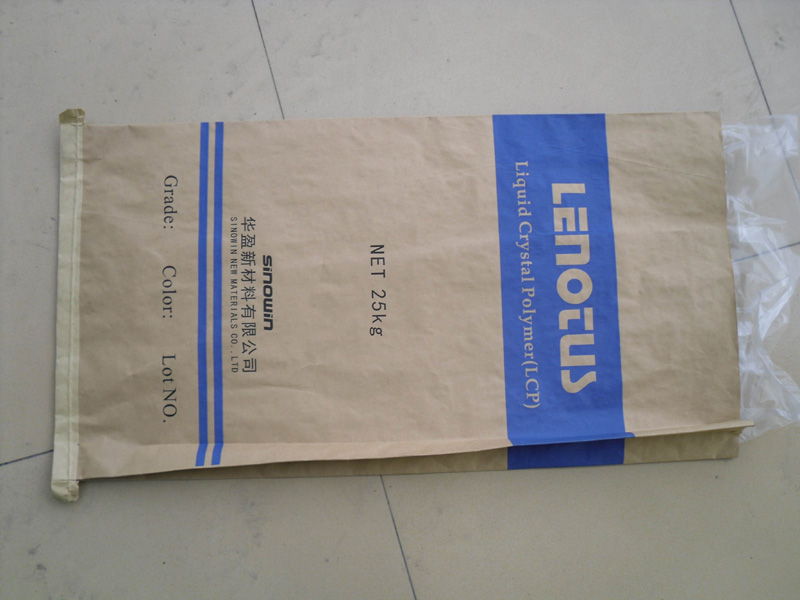 LENOTUS
Liquid Crystal Polymer(LCP)
NET 25kg
sinowin
华盈新材料有限公司
SINOWIN NEW MATERIALS CO.,LTD
Grade: Color: Lot NO.